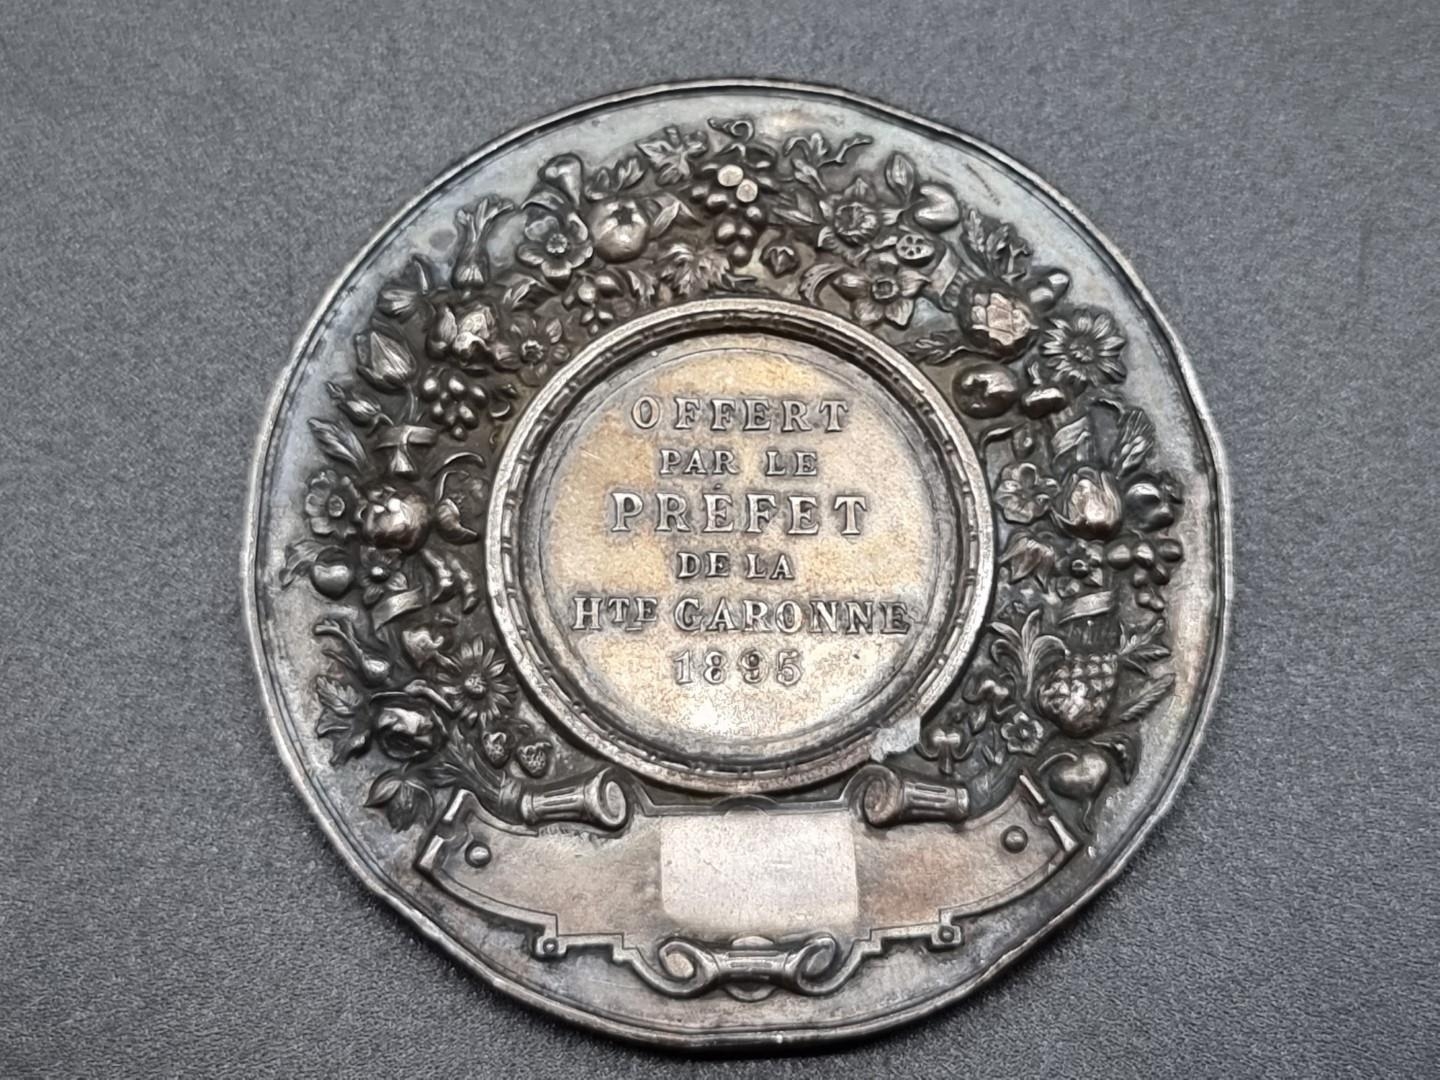 OFFERT
PAR LE
PRÉFET
DE LA
HTE GARONNE
1895